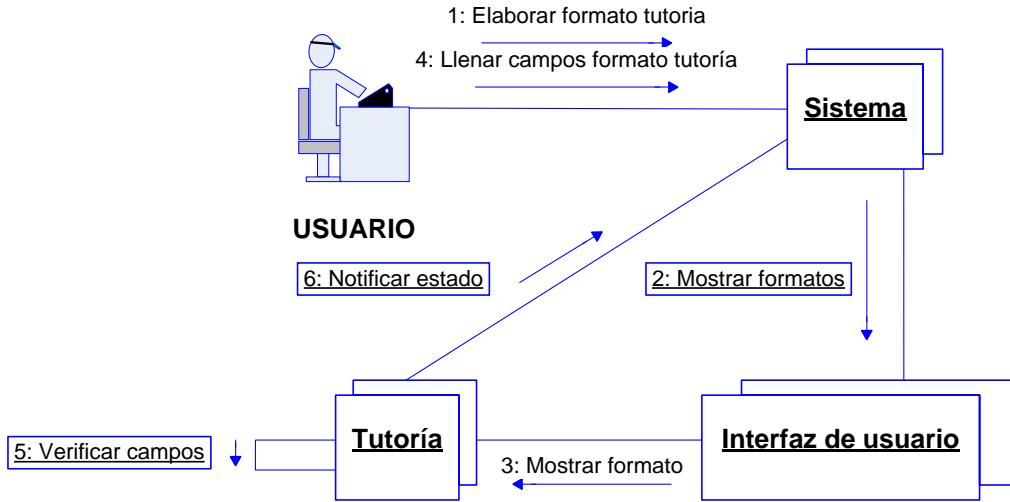 1: Elaborar formato tutoria
4: Llenar campos formato tutoría
Sistema
USUARIO
6: Notificar estado
2: Mostrar formatos
Tutoría
Interfaz de usuario
5: Verificar campos
3: Mostrar formato